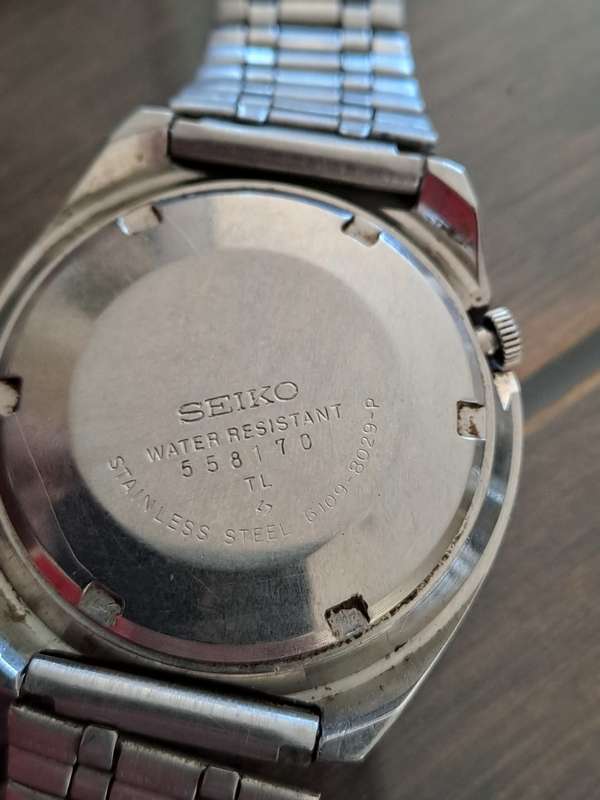 SEIKO
WATER RESISTANT
558170
TL
STAINLESS STEEL 6109-8029-P